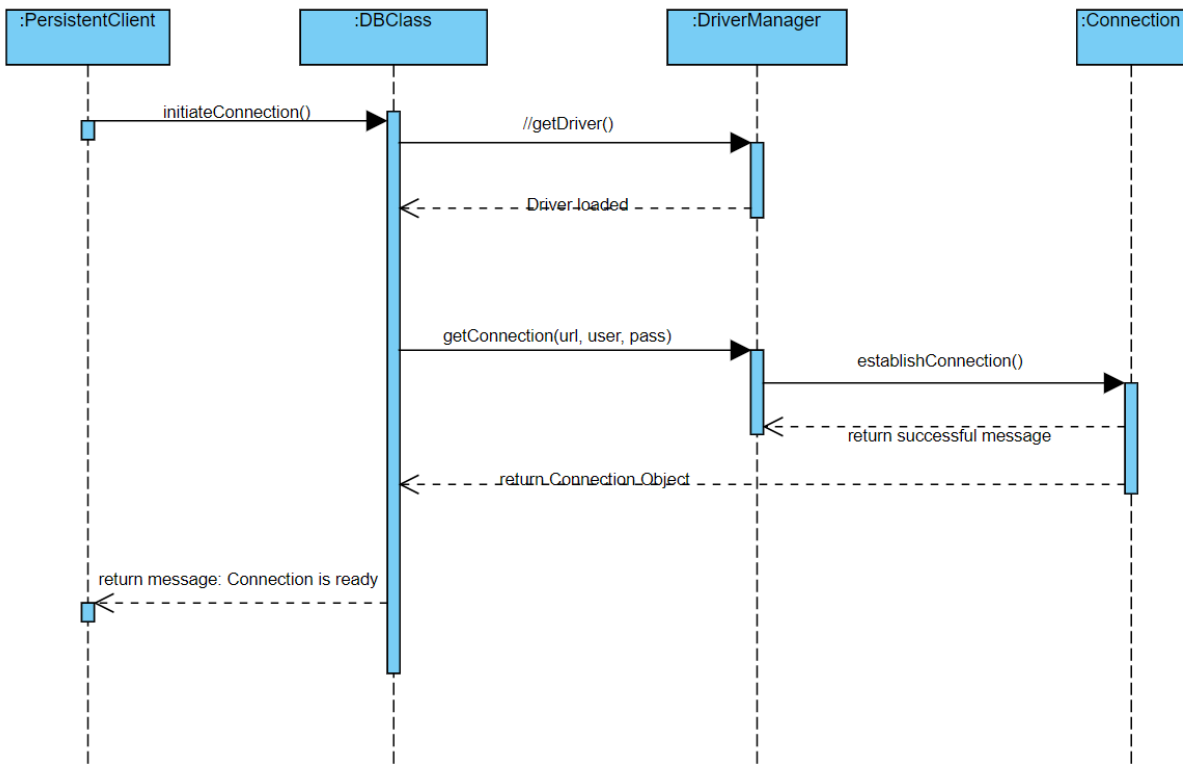 :PersistentClient
:DBClass
:DriverManager
:Connection
initiateConnection()
//getDriver()
Driver loaded
getConnection(url, user, pass)
establishConnection()
return successful message
return Connection Object
return message: Connection is ready